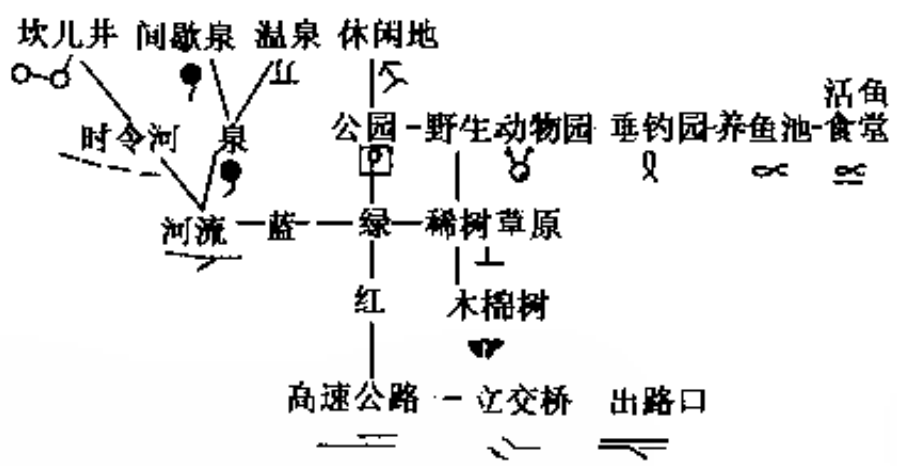 坎儿井 间歇泉 温泉 休闲地
活鱼
时令河 泉 公园-野生动物园 垂钓园-养鱼池-食堂
河流-蓝-绿-稀树草原
红 木棉树
高速公路-立交桥 出路口